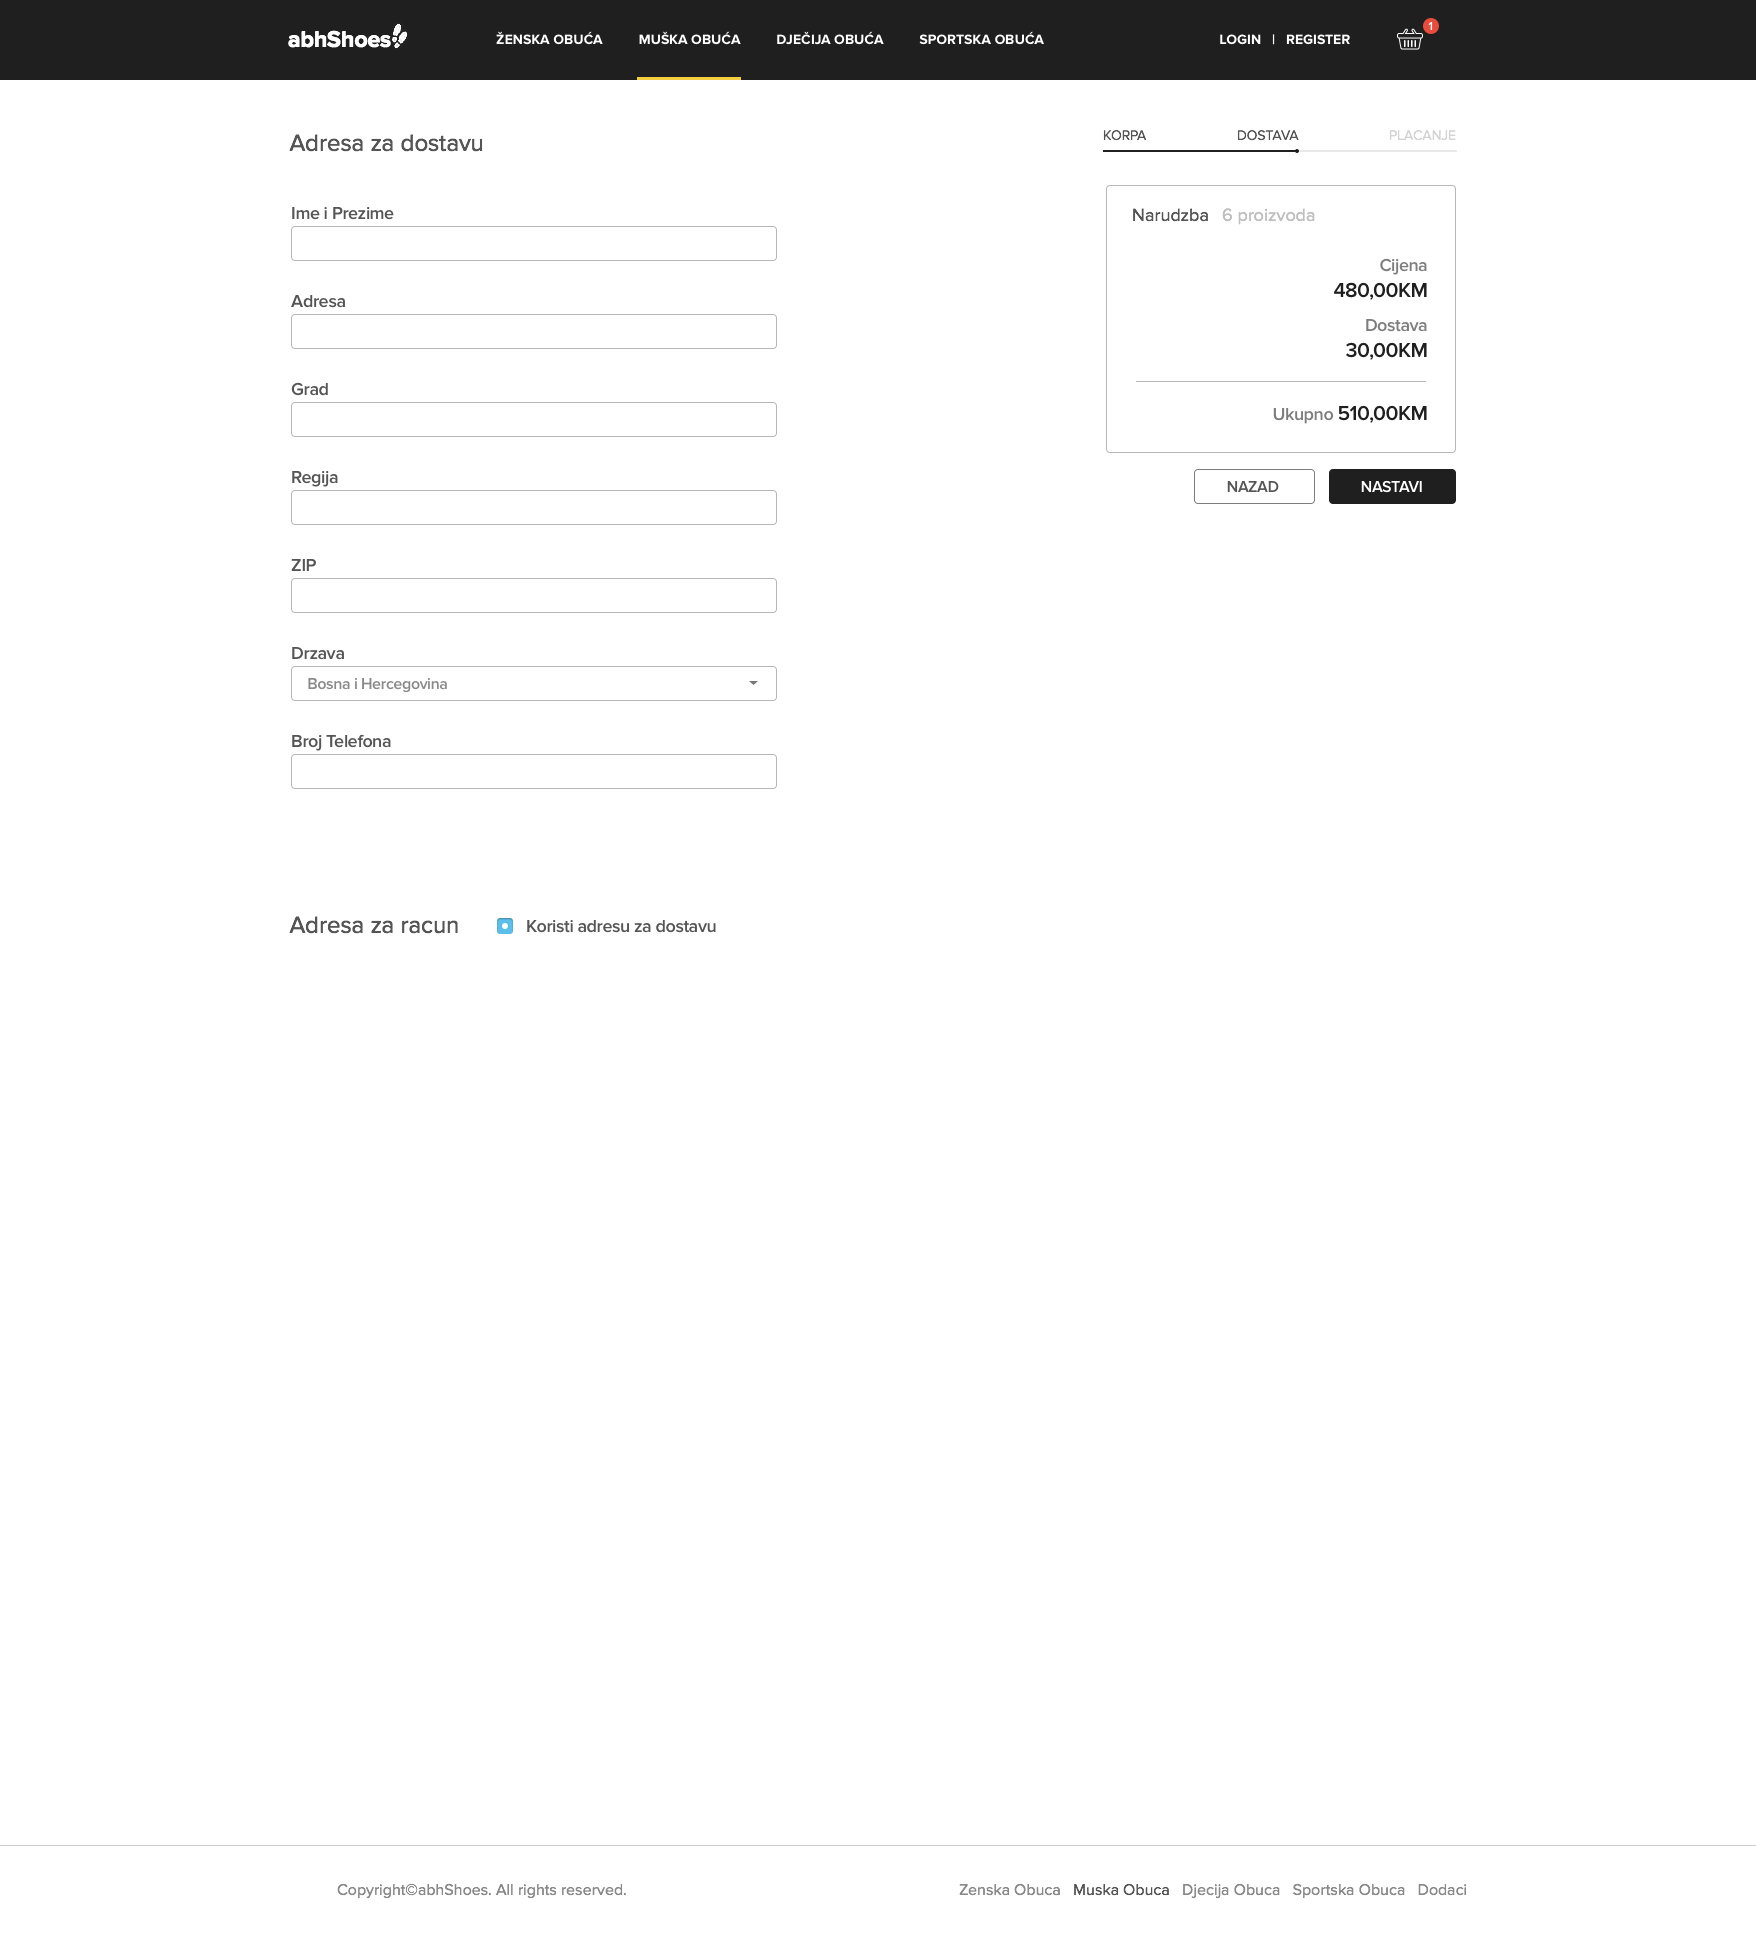 abhShoes
ŽENSKA OBUĆA MUŠKA OBUĆA DJEČIJA OBUĆA SPORTSKA OBUĆA LOGIN | REGISTER 1
Adresa za dostavu
KORPA DOSTAVA PLACANJE
Ime i Prezime
Adresa
Grad
Regija
ZIP
Drzava
Bosna i Hercegovina
Broj Telefona
Narudzba 6 proizvoda
Cijena
480,00KM
Dostava
30,00KM
Ukupno 510,00KM
NAZAD NASTAVI
Adresa za racun Koristi adresu za dostavu
Copyright©abhShoes. All rights reserved.
Zenska Obuca Muska Obuca Djecija Obuca Sportska Obuca Dodaci